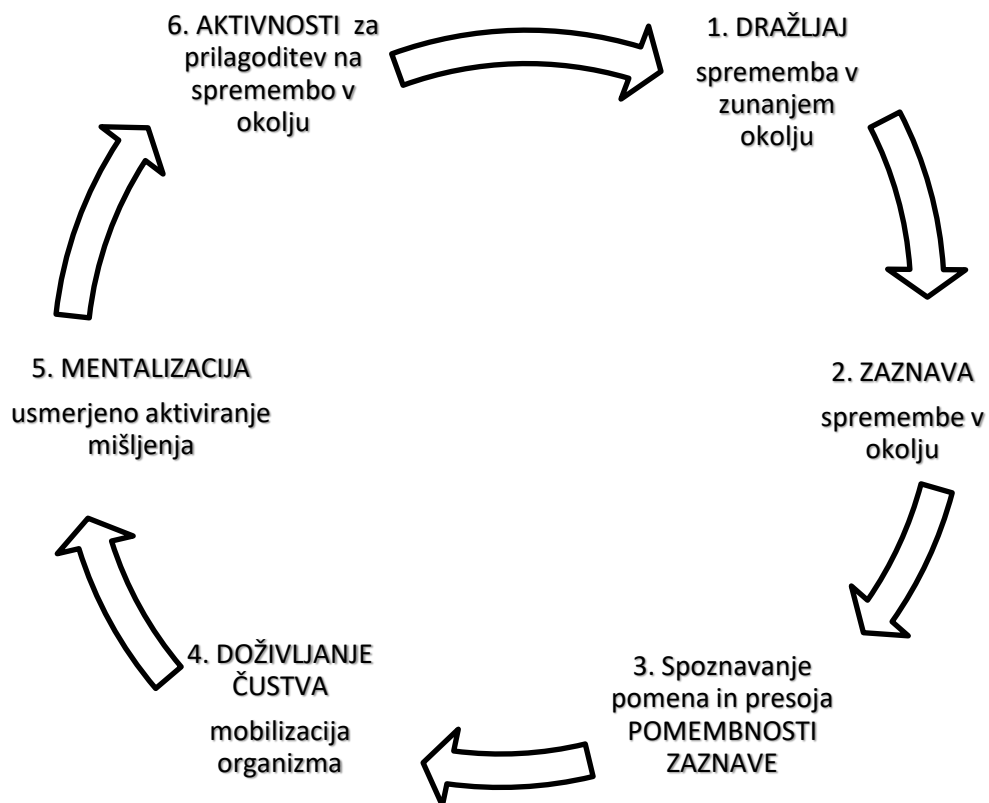 1. DRAŽLJAJ
sprememba v
zunanjem
okolju
2. ZAZNAVA
spremembe v
okolju
3. Spoznavanje
pomena in presoja
POMEMBNOSTI
ZAZNAVE
4. DOŽIVLJANJE
ČUSTVA
mobilizacija
organizma
5. MENTALIZACIJA
usmerjeno aktiviranje
mišljenja
6. AKTIVNOSTI za
prilagoditev na
spremembo v
okolju